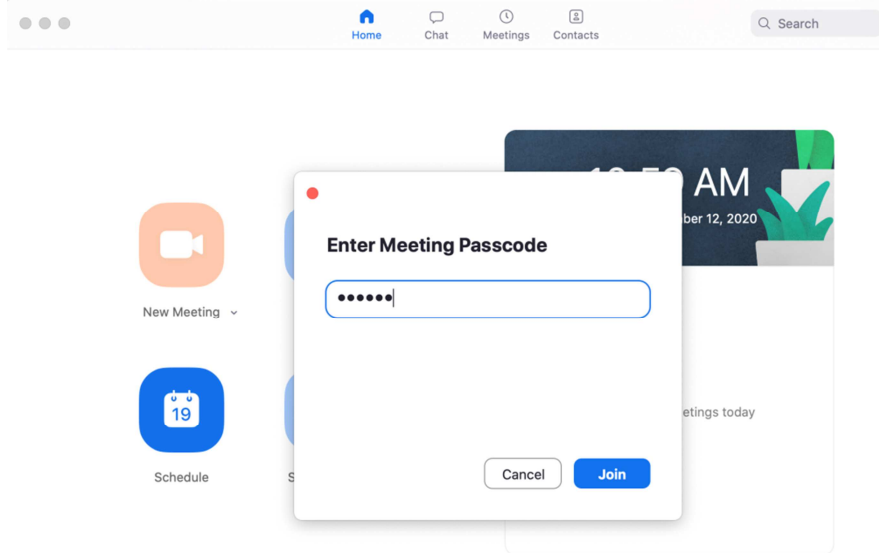 Home
Chat
Meetings
Contacts
Search
AM
ber 12, 2020
Enter Meeting Passcode
••••••
New Meeting
19
Schedule
S
etings today
Cancel
Join